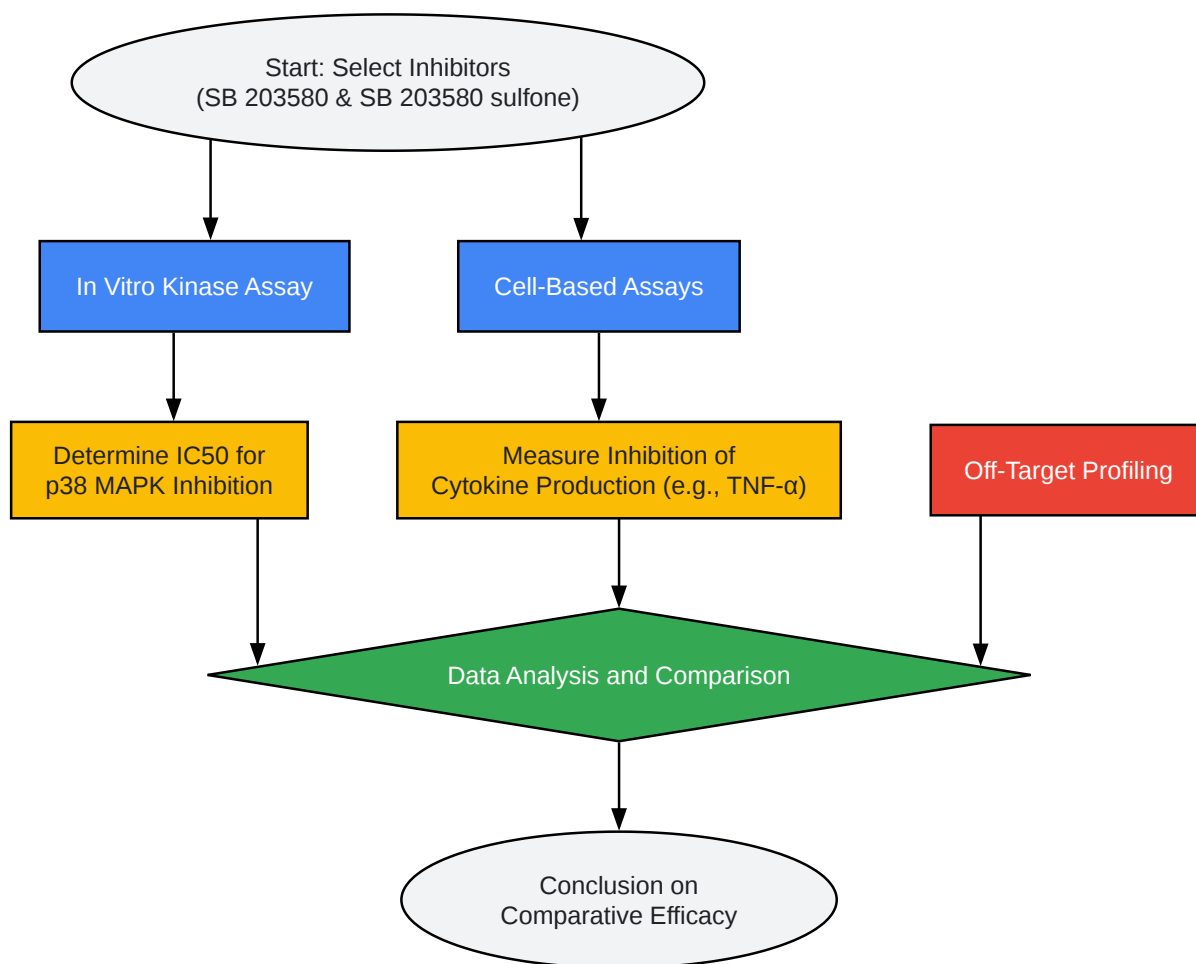 Start: Select Inhibitors
(SB 203580 & SB 203580 sulfone)
In Vitro Kinase Assay
Cell-Based Assays
Determine IC50 for
p38 MAPK Inhibition
Measure Inhibition of
Cytokine Production (e.g., TNF-α)
Off-Target Profiling
Data Analysis and Comparison
Conclusion on
Comparative Efficacy